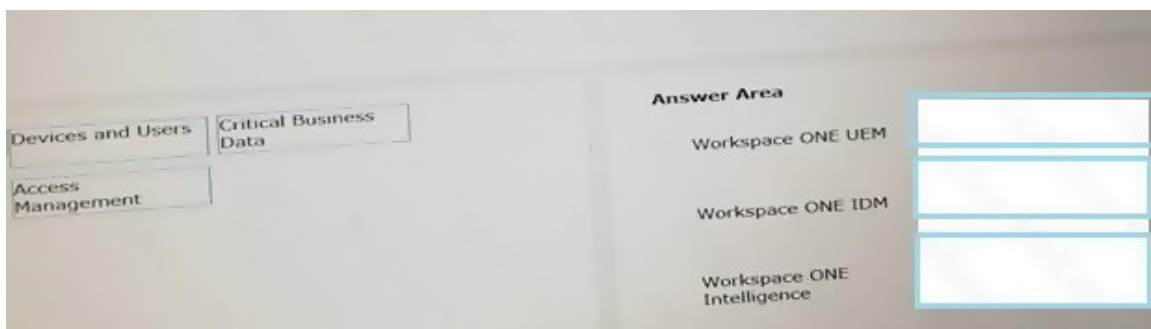 Devices and Users
Critical Business
Data
Access
Management
Answer Area
Workspace ONE UEM
Workspace ONE IDM
Workspace ONE
Intelligence